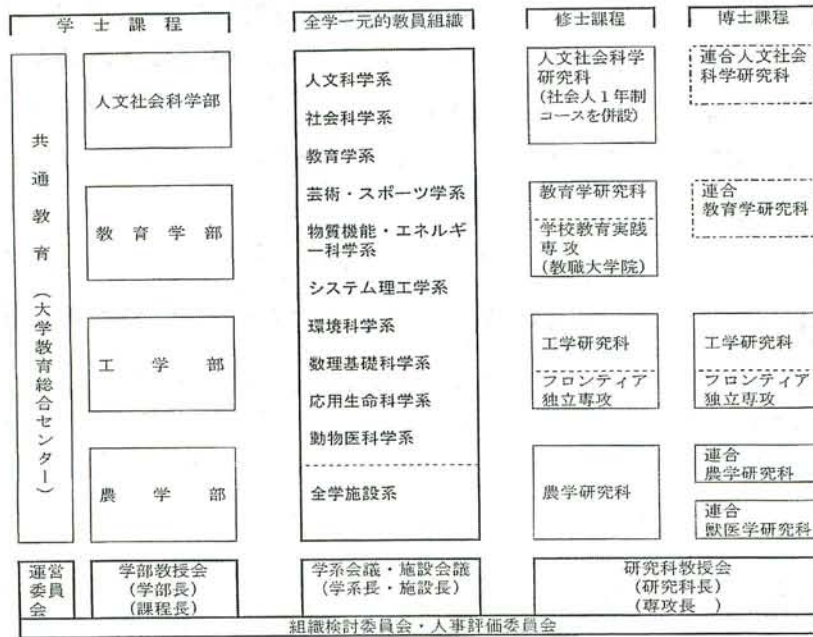 学士課程
全学一元的教員組織
修士課程
博士課程
共通教育(大学教育総合センター)
人文社会科学部
教育学部
工学部
農学部
人文科学系
社会科学系
教育学系
芸術・スポーツ学系
物質機能・エネルギ
ー科学系
システム理工学系
環境科学系
数理基礎科学系
応用生命科学系
動物医科学系
全学施設系
人文社会科学
研究科
(社会人1年制
コースを併設)
教育学研究科
学校教育実践
専攻
(教職大学院)
工学研究科
フロンティア
独立専攻
農学研究科
連合人文社会
科学研究科
連合
教育学研究科
工学研究科
フロンティア
独立専攻
連合
農学研究科
連合
獣医学研究科
運営
委員
会
学部教授会
(学部長)
(課程長)
学系会議・施設会議
(学系長・施設長)
研究科教授会
(研究科長)
(専攻長 )
組織検討委員会・人事評価委員会